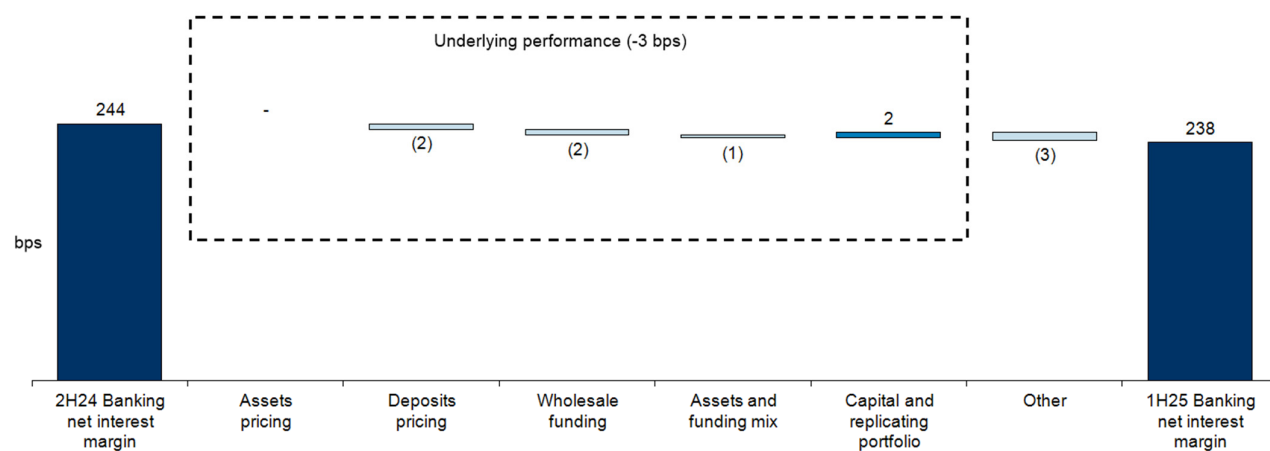 Underlying performance (-3 bps)
244
-
(2)
(2)
(1)
2
(3)
238
bps
2H24 Banking
net interest
margin
Assets
pricing
Deposits
pricing
Wholesale
funding
Assets and
funding mix
Capital and
replicating
portfolio
Other
1H25 Banking
net interest
margin